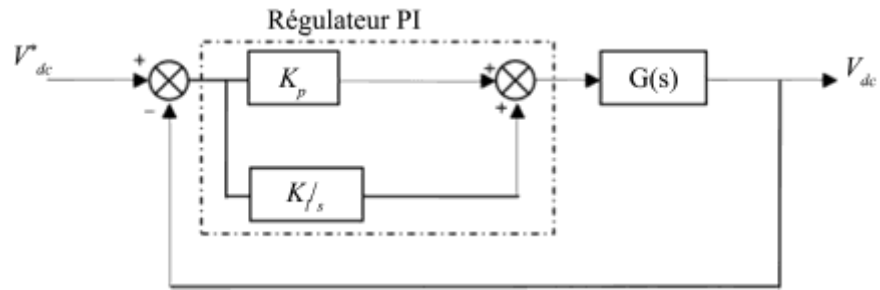 Régulateur PI
V*dc
+
−
Kp
+
+
G(s)
Vdc
KI/s